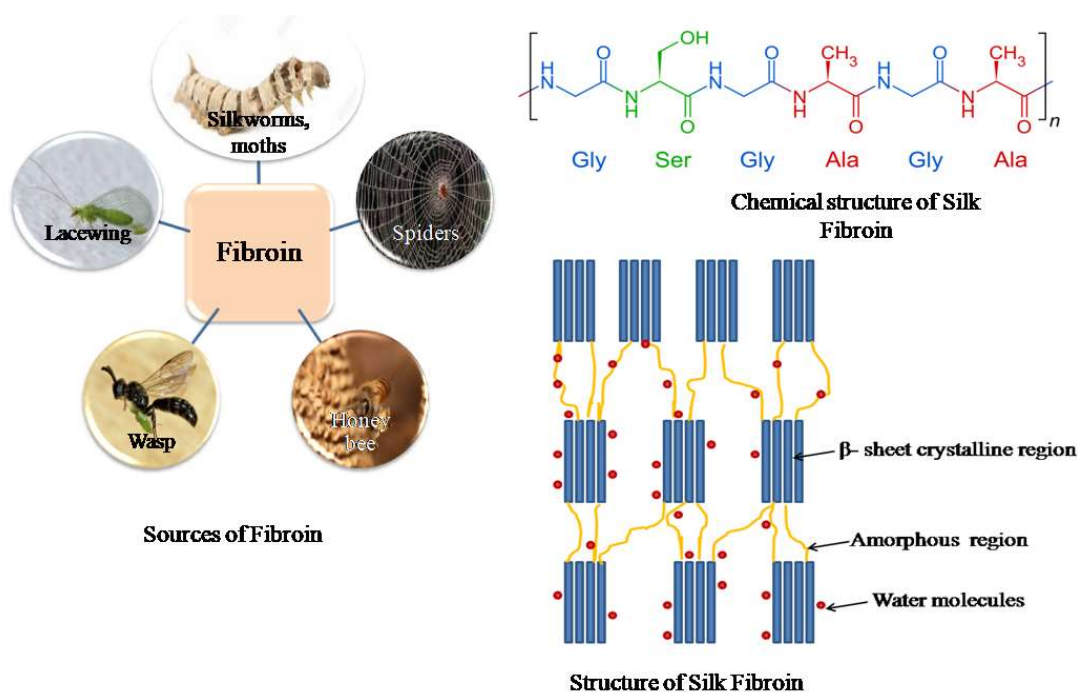 Silkworms,
moths
Lacewing
Spiders
Fibroin
Wasp
Honey
bee
Sources of Fibroin
OH
H
N
O
H
N
O
CH3
H
N
O
CH3
N
H
O
N
H
O
N
H
O
n
Gly Ser Gly Ala Gly Ala
Chemical structure of Silk
Fibroin
β- sheet crystalline region
Amorphous region
Water molecules
Structure of Silk Fibroin